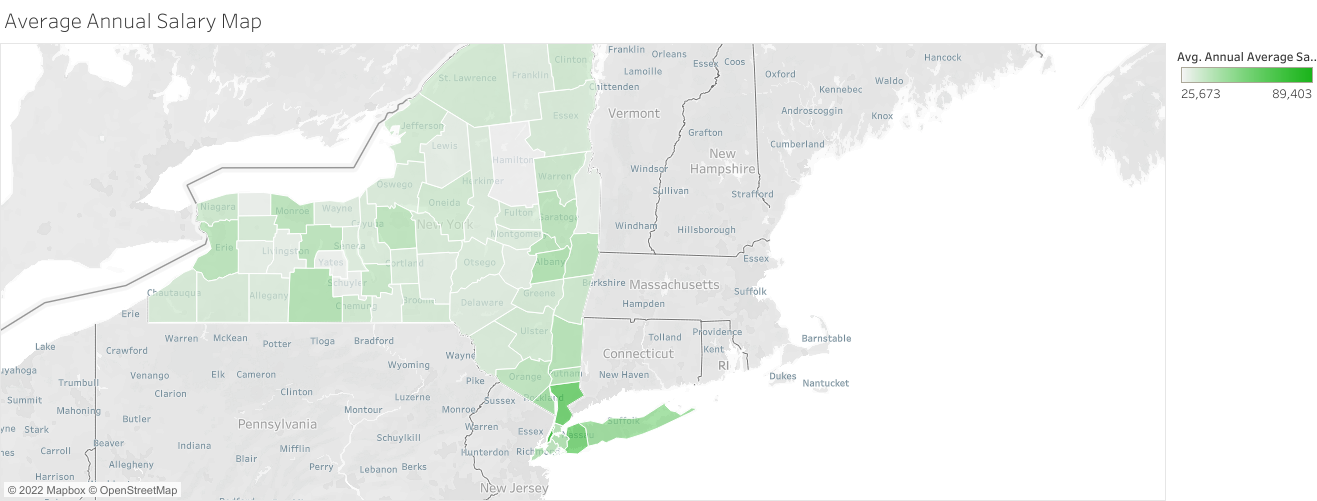 Average Annual Salary Map
Avg. Annual Average Sa..
25,673 89,403
Franklin
Orleans
Essex
Coos
Lamoille
Chittenden
Oxford
Hancock
Waldo
Kennebec
Androscoggin
Knox
Cumberland
Vermont
Grafton
New
Hampshire
Windsor
Sullivan
Strafford
Windham
Hillsborough
Essex
Berkshire
Massachusetts
Suffolk
Hampden
Tolland
Providence
Kent
Connecticut
RI
New Haven
Barnstable
Dukes
Nantucket
Clinton
Franklin
St. Lawrence
Essex
Jefferson
Lewis
Hamilton
Herkimer
Warren
Oswego
Oneida
Niagara
Monroe
Wayne
Cayuga
New York
Fulton
Saratoga
Montgomery
Erie
Livingston
Seneca
Yates
Cortland
Otsego
Albany
Schuyler
Chautauqua
Allegany
Chemung
Broome
Delaware
Greene
Ulster
Orange
Putnam
Rockland
Suffolk
Nassau
Erie
Warren
McKean
Potter
Tioga
Bradford
Wayne
Crawford
Lake
Wyoming
Pike
Sussex
Venango
Elk
Cameron
Trumbull
Clarion
Clinton
Luzerne
Monroe
Summit
Mahoning
Butler
Montour
Warren
Essex
Stark
Pennsylvania
Schuylkill
Beaver
Indiana
Mifflin
Hunterdon
Carroll
Allegheny
Blair
Perry
Lebanon
Berks
Harrison
New Jersey
© 2022 Mapbox © OpenStreetMap